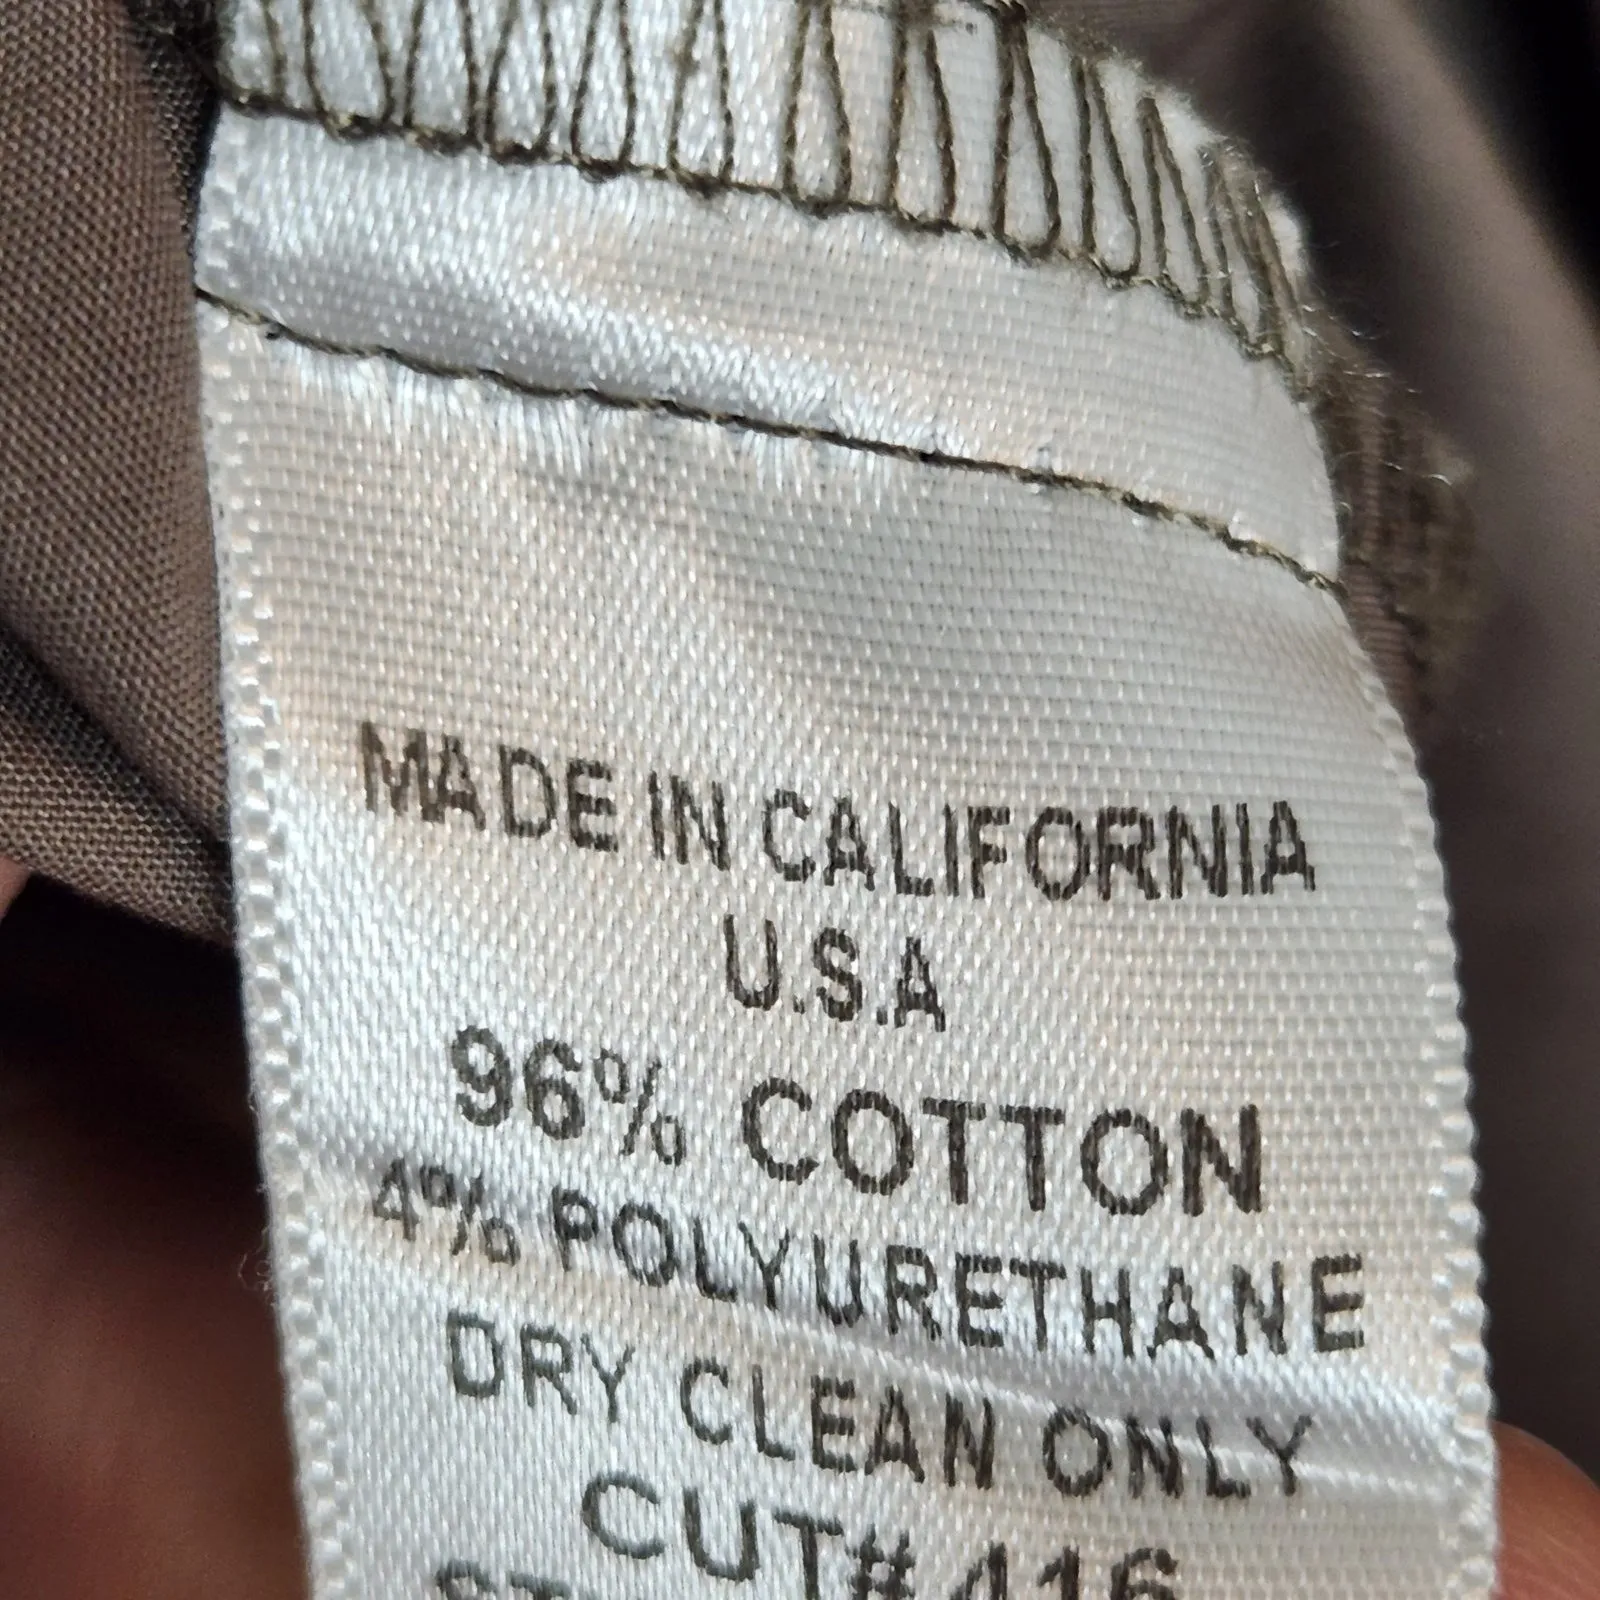 MADE IN CALIFORNIA
U.S.A
96% COTTON
4% POLYURETHANE
DRY CLEAN ONLY
CUT# 416